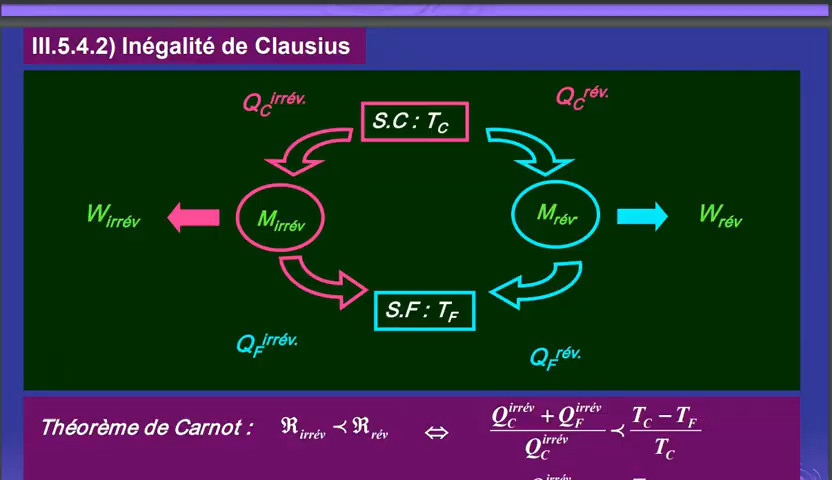 III.5.4.2) Inégalité de Clausius
Q_C^irrév.
Q_C^rév.
S.C : T_C
W_irrév
M_irrév
M_rév.
W_rév
S.F : T_F
Q_F^irrév.
Q_F^rév.
Théorème de Carnot : ℜ_irrév ≺ ℜ_rév ⇔ (Q_C^irrév + Q_F^irrév) / Q_C^irrév ≺ (T_C − T_F) / T_C